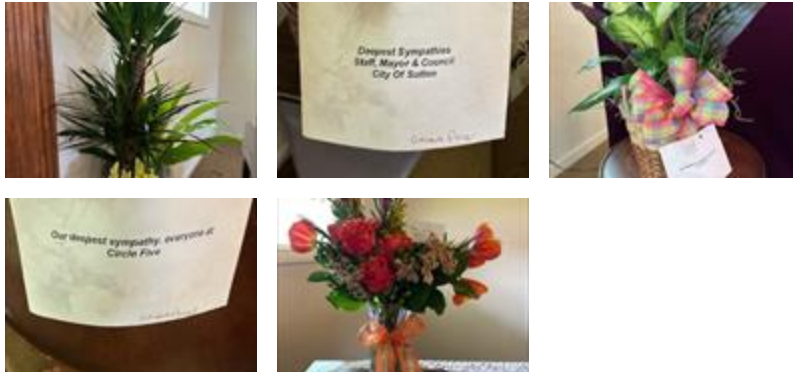 Deepest Sympathies
Staff, Mayor & Council
City Of Sutton
Our deepest sympathy. everyone at
Circle Five